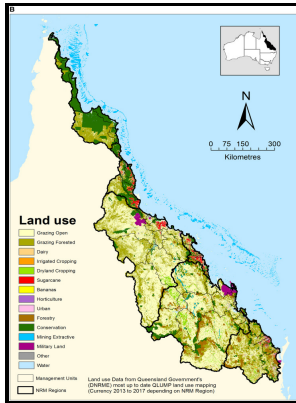 B
N
0 75 150 300
Kilometres
Land use
Grazing Open
Grazing Forested
Dairy
Irrigated Cropping
Dryland Cropping
Sugarcane
Bananas
Horticulture
Urban
Forestry
Conservation
Mining Extractive
Military Land
Other
Water
Management Units
NRM Regions
Land use Data from Queensland Government's
(DNRME) most up to date QLUMP land use mapping
(Currency 2013 to 2017 depending on NRM Region)